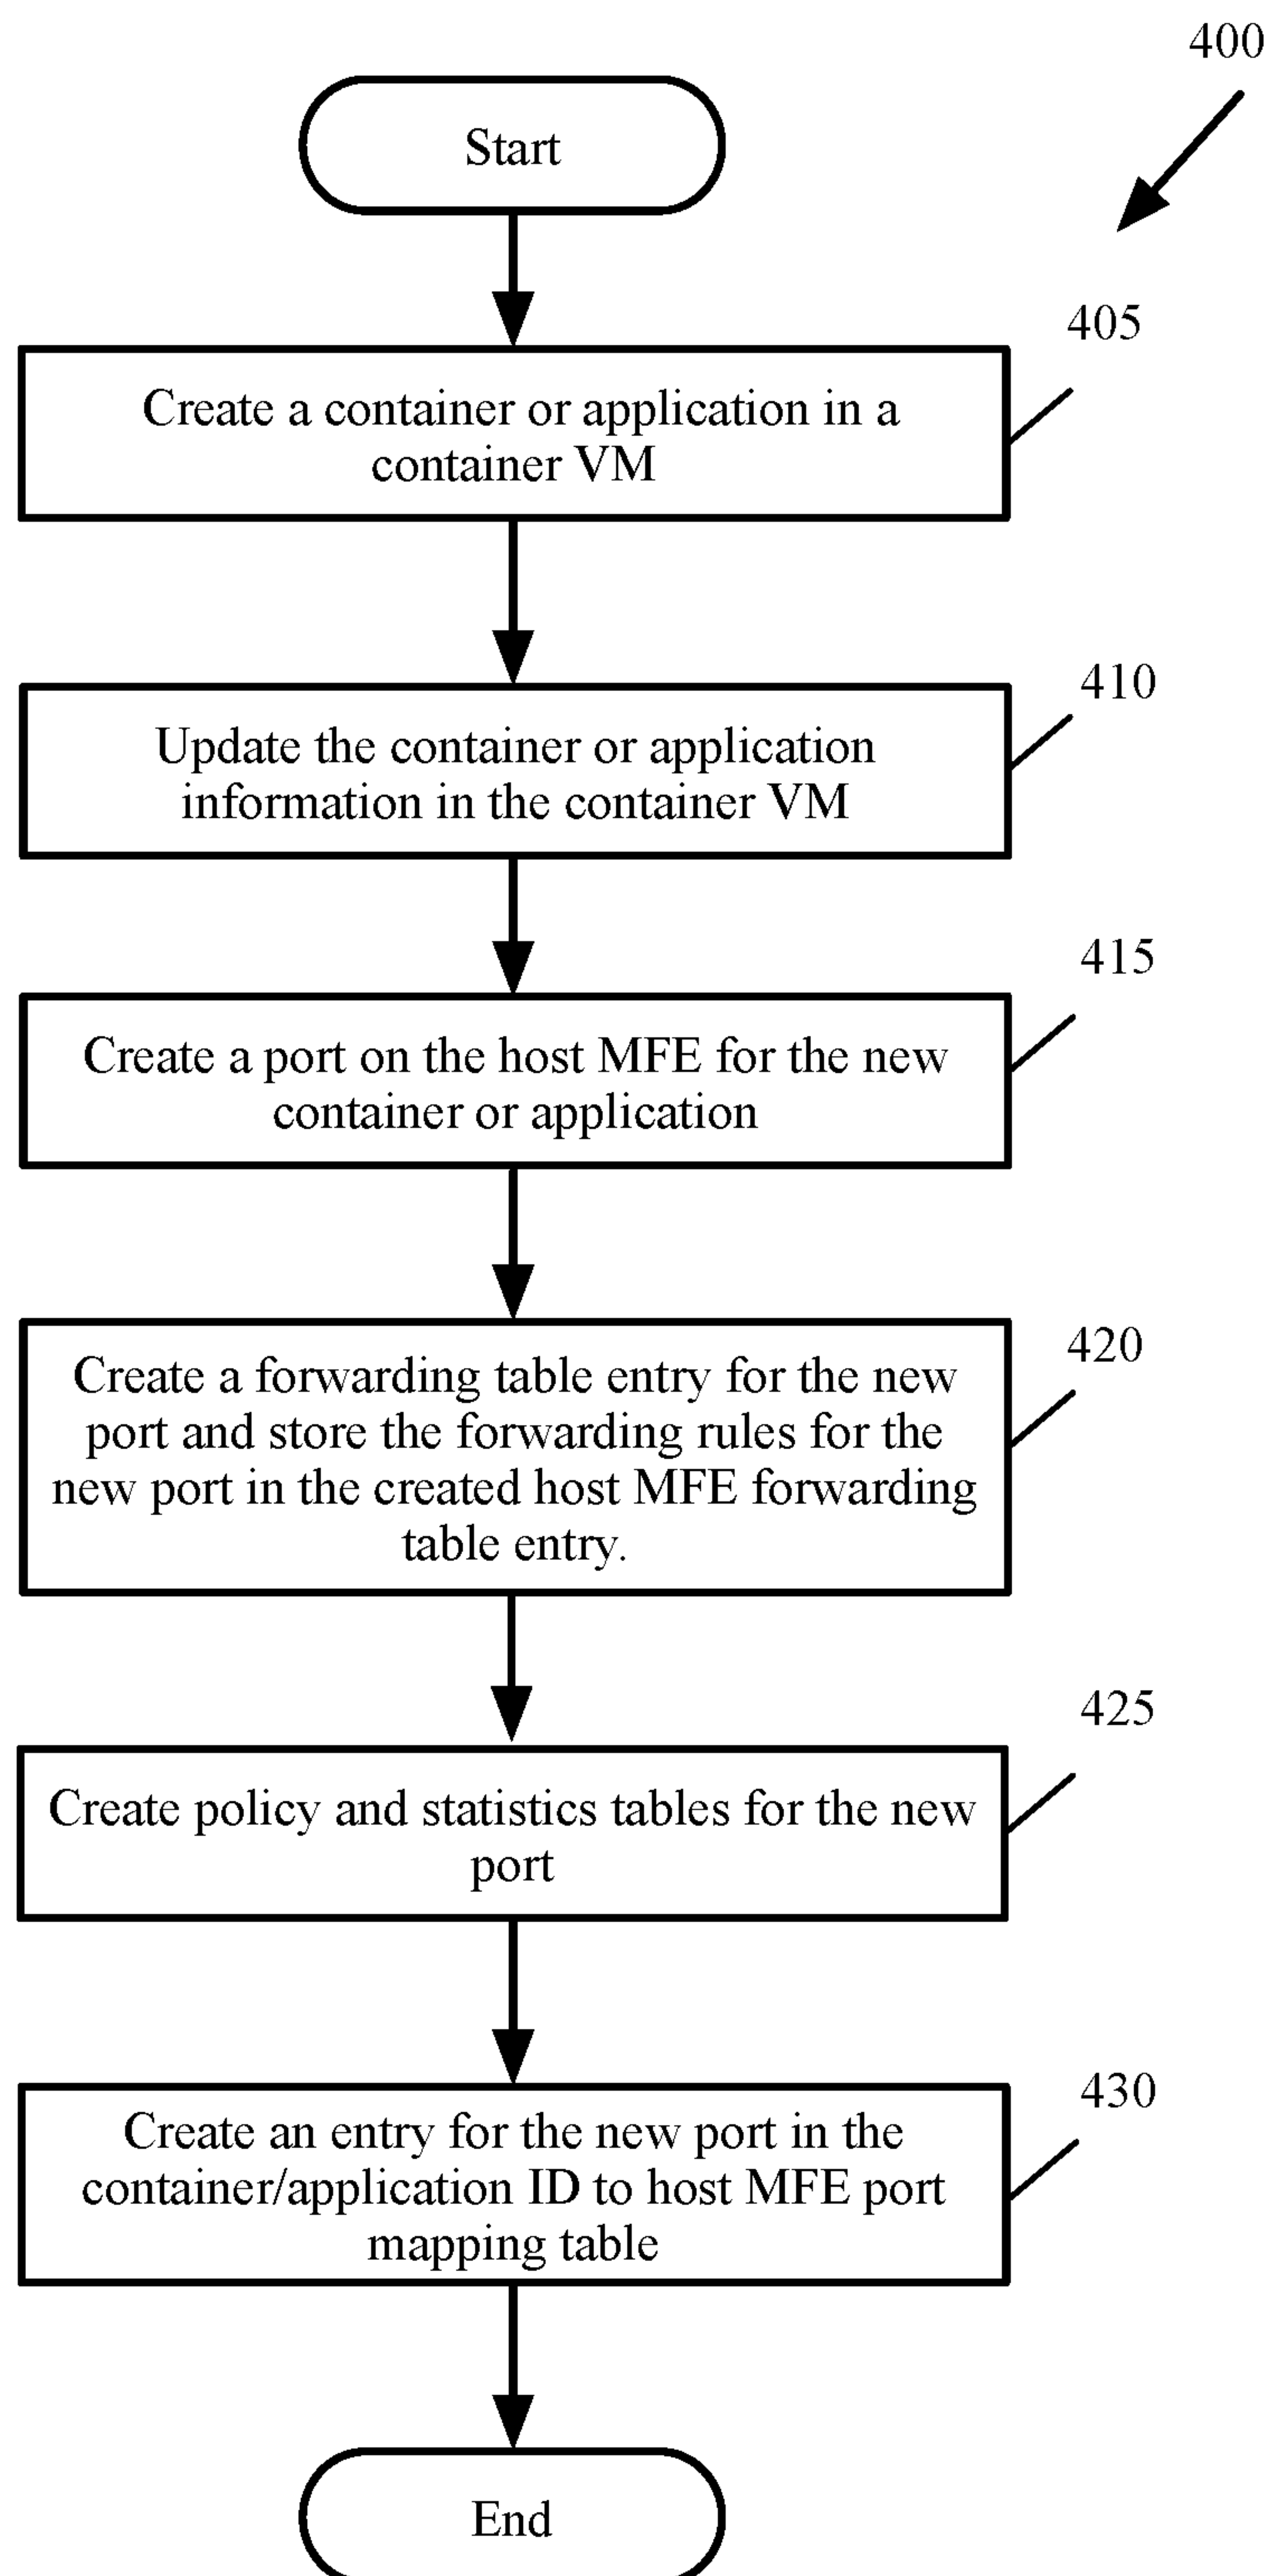 400
Start
405
Create a container or application in a
container VM
410
Update the container or application
information in the container VM
415
Create a port on the host MFE for the new
container or application
420
Create a forwarding table entry for the new
port and store the forwarding rules for the
new port in the created host MFE forwarding
table entry.
425
Create policy and statistics tables for the new
port
430
Create an entry for the new port in the
container/application ID to host MFE port
mapping table
End